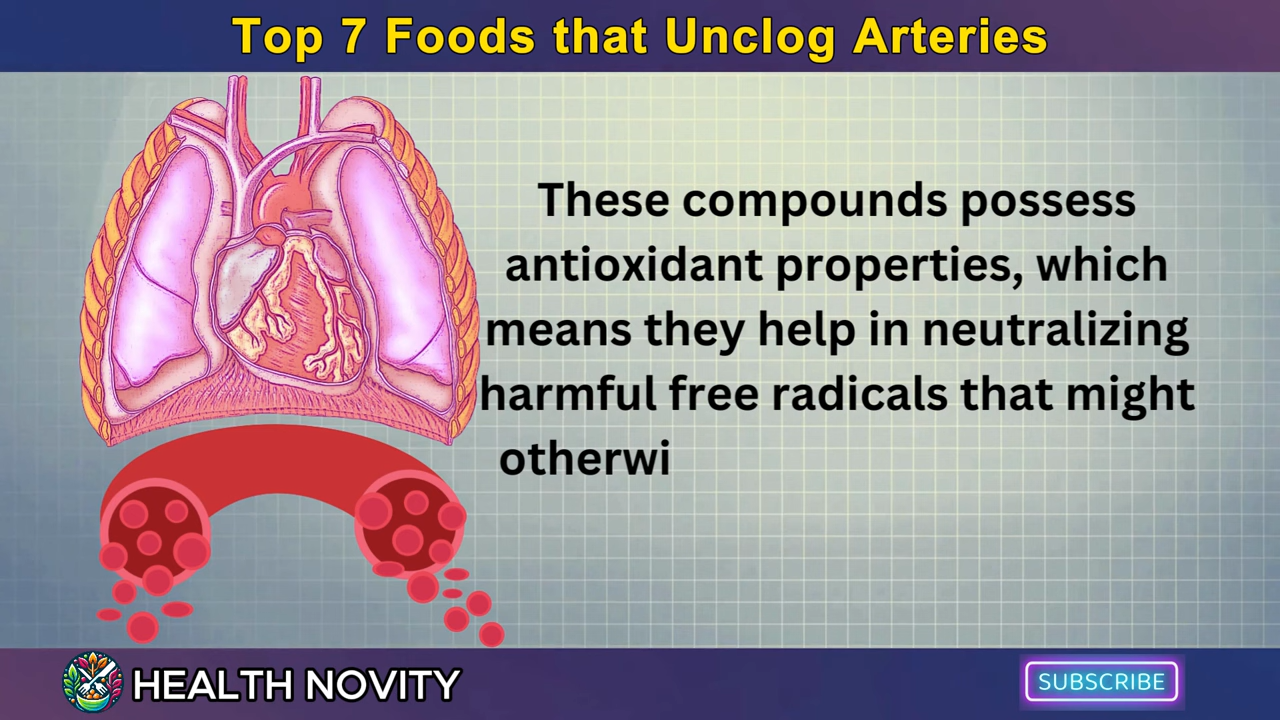 Top 7 Foods that Unclog Arteries
These compounds possess
antioxidant properties, which
means they help in neutralizing
harmful free radicals that might
otherwi
HEALTH NOVITY
SUBSCRIBE